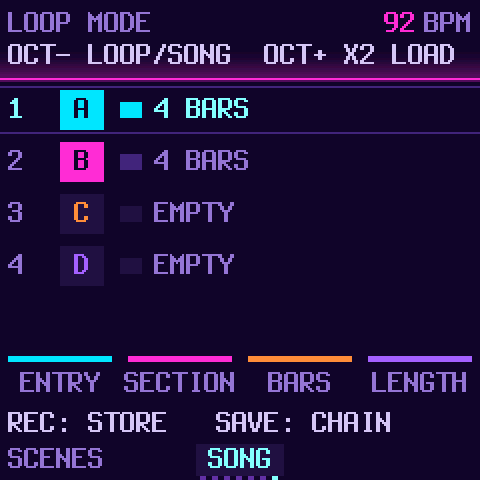 LOOP MODE 92 BPM
OCT- LOOP/SONG OCT+ X2 LOAD
1 A 4 BARS
2 B 4 BARS
3 C EMPTY
4 D EMPTY
ENTRY SECTION BARS LENGTH
REC: STORE SAVE: CHAIN
SCENES SONG